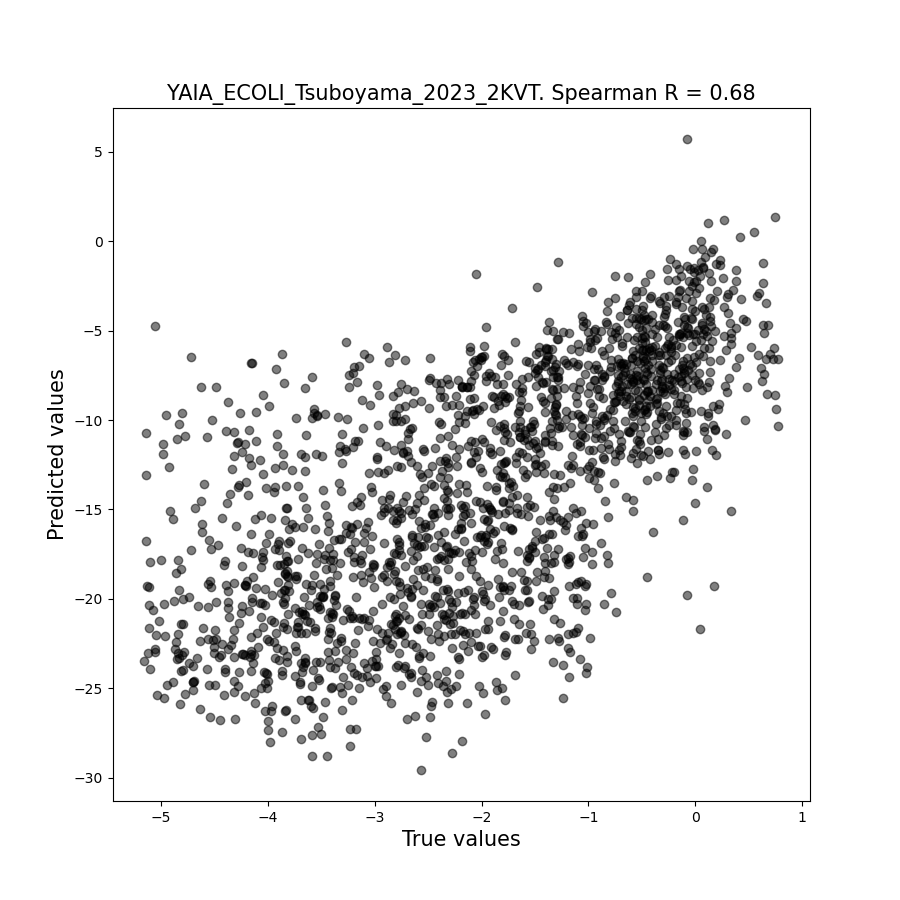 YAIA_ECOLI_Tsuboyama_2023_2KVT. Spearman R = 0.68
5
0
−5
−10
−15
−20
−25
−30
Predicted values
−5 −4 −3 −2 −1 0 1
True values